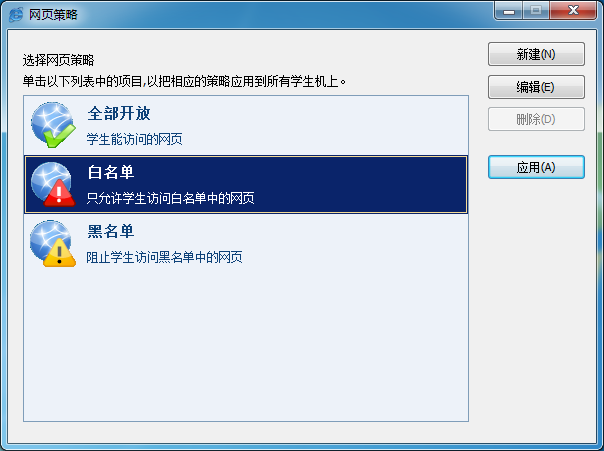 网页策略
选择网页策略
单击以下列表中的项目,以把相应的策略应用到所有学生机上。
全部开放
学生能访问的网页
白名单
只允许学生访问白名单中的网页
黑名单
阻止学生访问黑名单中的网页
新建(N)
编辑(E)
删除(D)
应用(A)